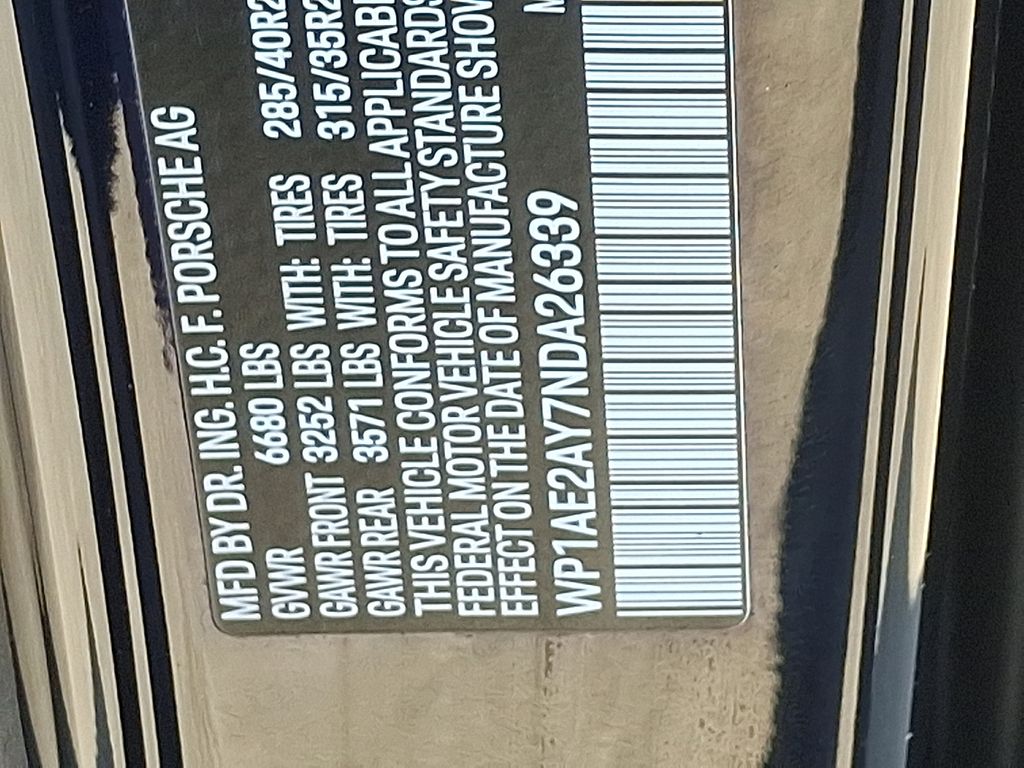 MFD BY DR. ING. H.C. F. PORSCHE AG
GVWR 6680 LBS
GAWR FRONT 3252 LBS WITH: TIRES 285/40R2
GAWR REAR 3571 LBS WITH: TIRES 315/35R2
THIS VEHICLE CONFORMS TO ALL APPLICABL
FEDERAL MOTOR VEHICLE SAFETY STANDARDS
EFFECT ON THE DATE OF MANUFACTURE SHOW
WP1AE2AY7NDA26339
M